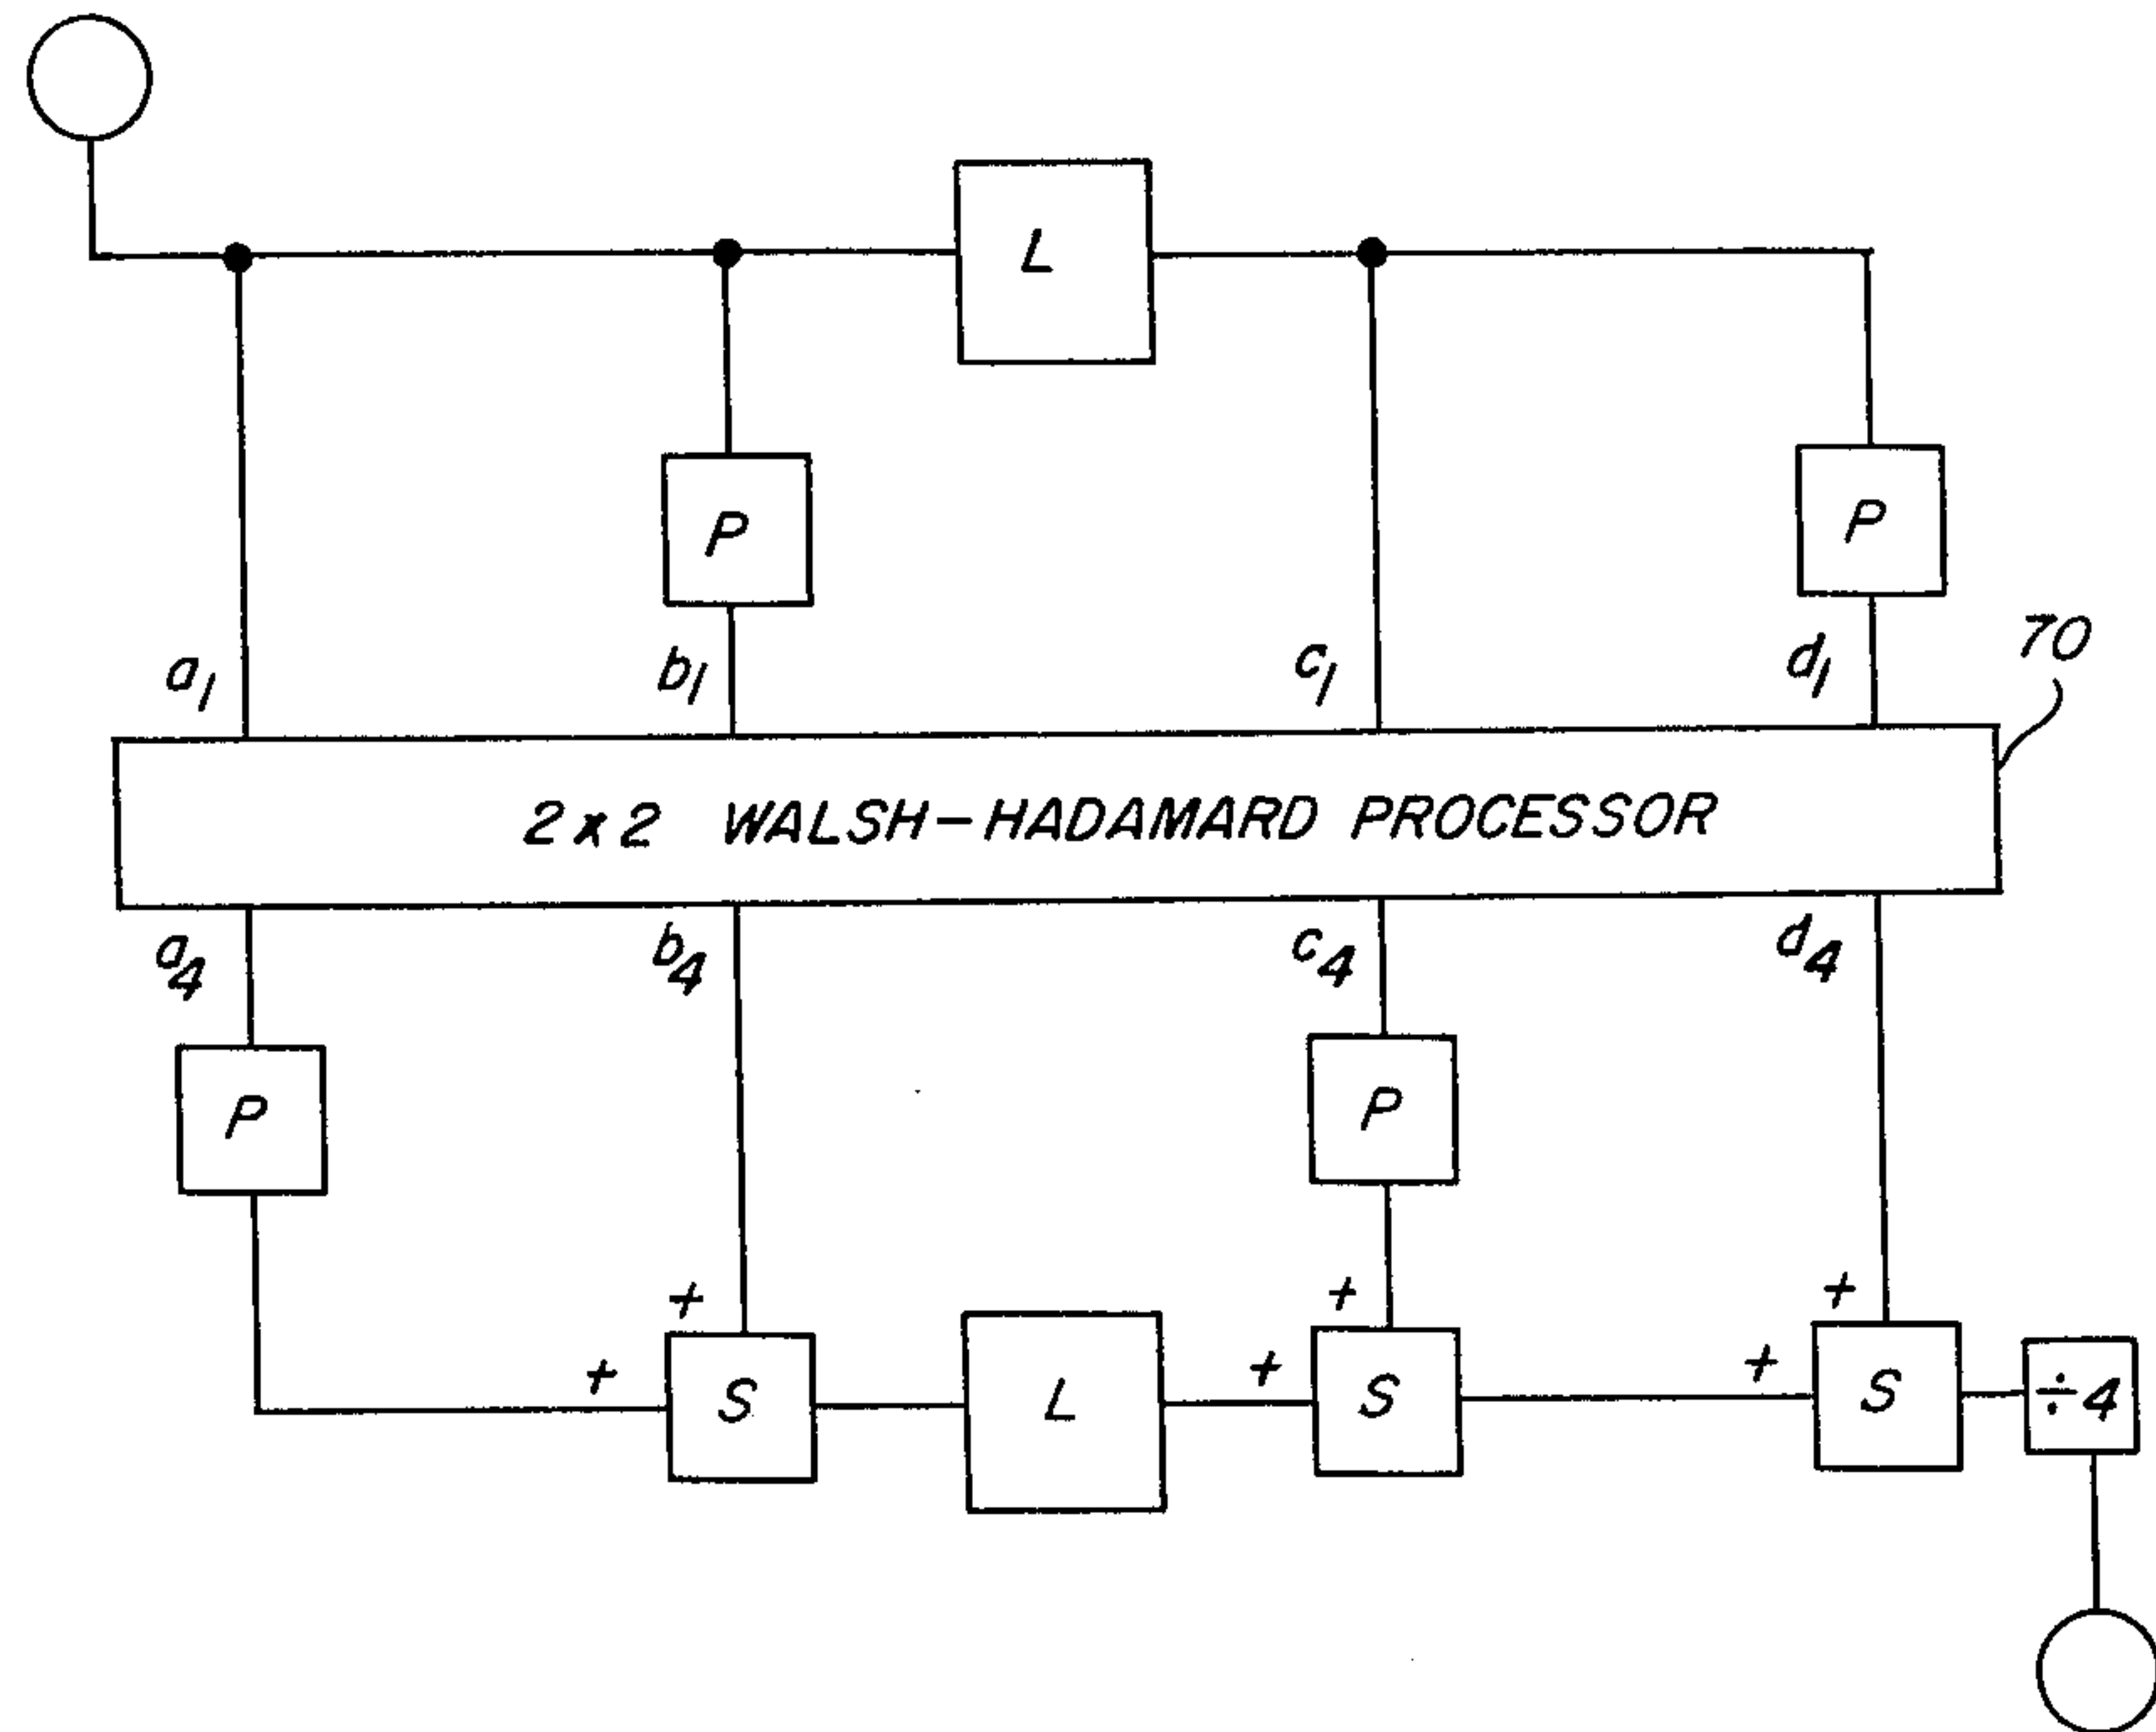 L
P
P
a1 b1 c1 d1 70
2x2 WALSH-HADAMARD PROCESSOR
a4 b4 c4 d4
P
P
+ + +
+ + +
S L S S ÷4